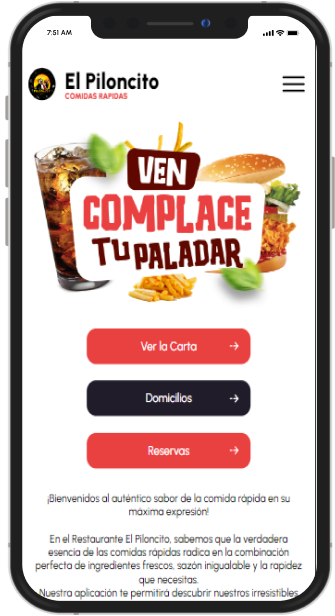 7:51 AM
El Piloncito
COMIDAS RAPIDAS
VEN
COMPLACE
TU PALADAR
Ver la Carta
Domicilios
Reservas
¡Bienvenidos al auténtico sabor de la comida rápida en su
máxima expresión!
En el Restaurante El Piloncito, sabemos que la verdadera
esencia de las comidas rápidas radica en la combinación
perfecta de ingredientes frescos, sazón inigualable y la rapidez
que necesitas.
Nuestra aplicación te permitirá descubrir nuestros irresistibles